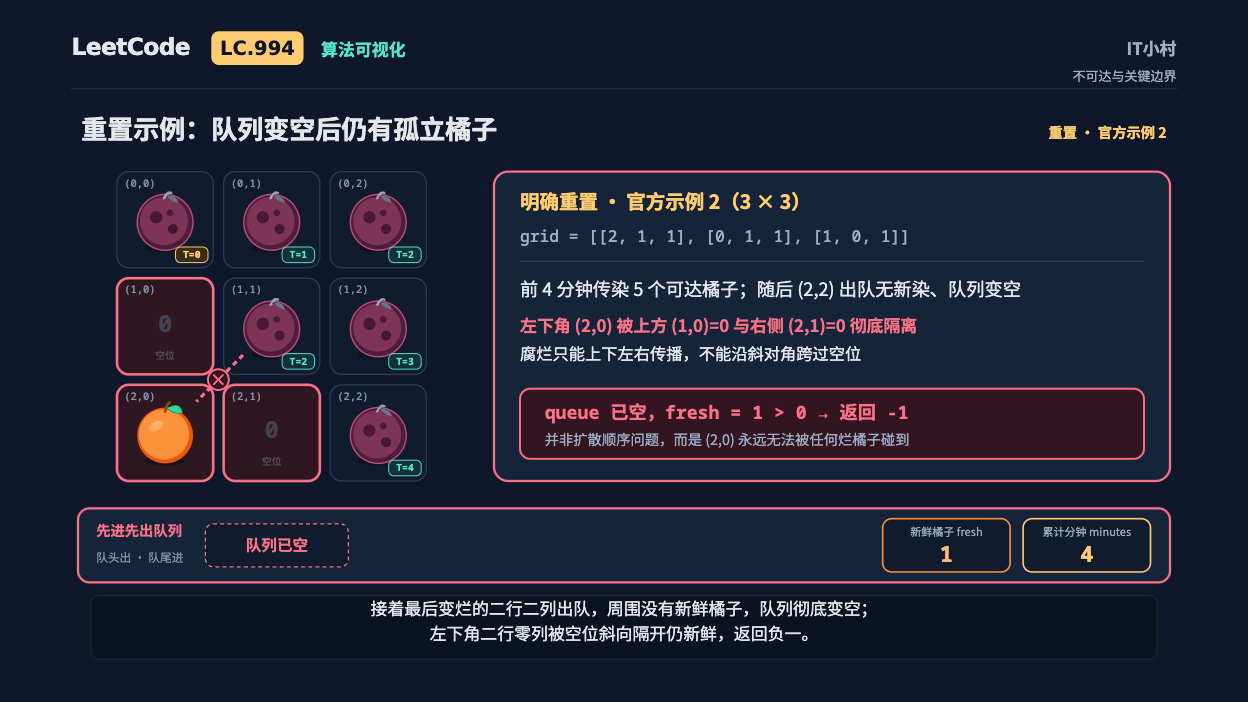 LeetCode LC.994 算法可视化
IT小村
不可达与关键边界
重置示例：队列变空后仍有孤立橘子
重置 · 官方示例 2
(0,0) (0,1) (0,2)
T=0 T=1 T=2
(1,0) (1,1) (1,2)
0
空位
T=2 T=3
(2,0) (2,1) (2,2)
0
空位
T=4
明确重置 · 官方示例 2（3 × 3）
grid = [[2, 1, 1], [0, 1, 1], [1, 0, 1]]
前 4 分钟传染 5 个可达橘子；随后 (2,2) 出队无新染、队列变空
左下角 (2,0) 被上方 (1,0)=0 与右侧 (2,1)=0 彻底隔离
腐烂只能上下左右传播，不能沿斜对角跨过空位
queue 已空，fresh = 1 > 0 → 返回 -1
并非扩散顺序问题，而是 (2,0) 永远无法被任何烂橘子碰到
先进先出队列
队头出 · 队尾进
队列已空
新鲜橘子 fresh
1
累计分钟 minutes
4
接着最后变烂的二行二列出队，周围没有新鲜橘子，队列彻底变空；
左下角二行零列被空位斜向隔开仍新鲜，返回负一。